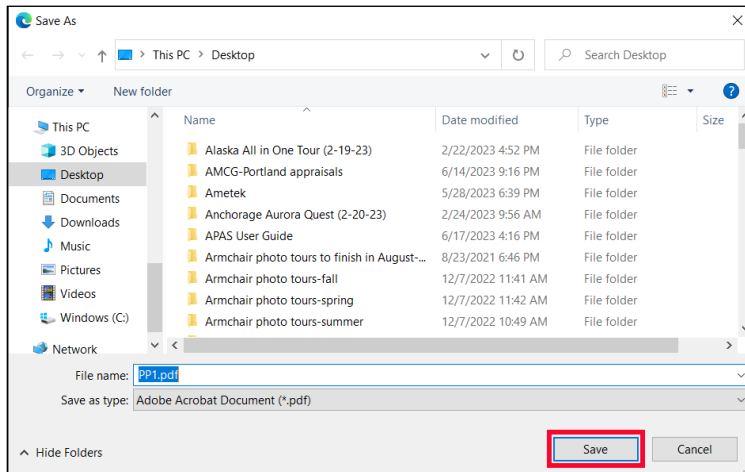 Save As
This PC > Desktop
Search Desktop
Organize
New folder
Name Date modified Type Size
This PC
3D Objects
Desktop
Documents
Downloads
Music
Pictures
Videos
Windows (C:)
Network
Alaska All in One Tour (2-19-23) 2/22/2023 4:52 PM File folder
AMCG-Portland appraisals 6/14/2023 9:16 PM File folder
Ametek 5/28/2023 6:39 PM File folder
Anchorage Aurora Quest (2-20-23) 2/24/2023 9:56 AM File folder
APAS User Guide 6/17/2023 4:16 PM File folder
Armchair photo tours to finish in August-... 8/23/2021 6:46 PM File folder
Armchair photo tours-fall 12/7/2022 11:41 AM File folder
Armchair photo tours-spring 12/7/2022 11:42 AM File folder
Armchair photo tours-summer 12/7/2022 10:49 AM File folder
File name: PP1.pdf
Save as type: Adobe Acrobat Document (*.pdf)
Hide Folders
Save
Cancel